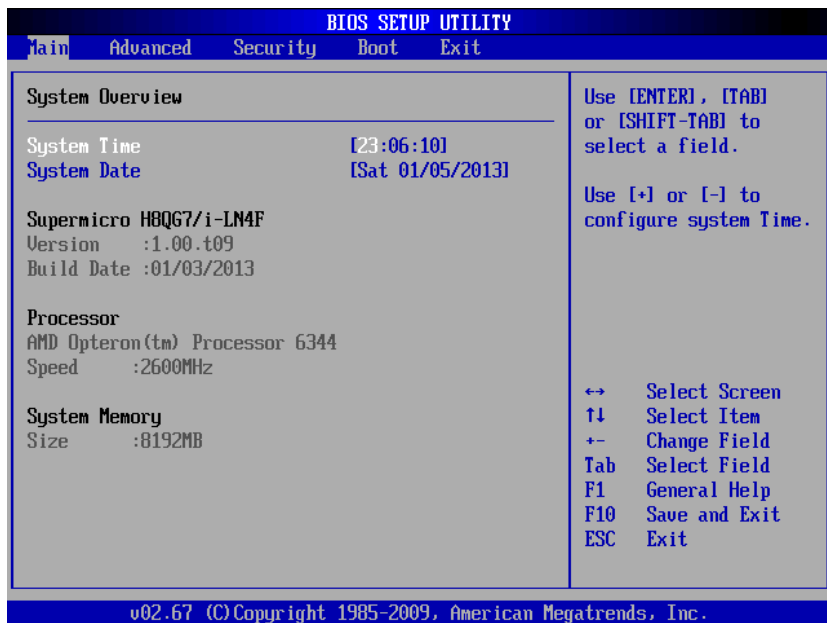 BIOS SETUP UTILITY
Main Advanced Security Boot Exit
System Overview
System Time [23:06:10]
System Date [Sat 01/05/2013]
Supermicro H8QG7/i-LN4F
Version :1.00.t09
Build Date :01/03/2013
Processor
AMD Opteron(tm) Processor 6344
Speed :2600MHz
System Memory
Size :8192MB
Use [ENTER], [TAB]
or [SHIFT-TAB] to
select a field.
Use [+] or [-] to
configure system Time.
↔ Select Screen
↑↓ Select Item
+- Change Field
Tab Select Field
F1 General Help
F10 Save and Exit
ESC Exit
v02.67 (C)Copyright 1985-2009, American Megatrends, Inc.